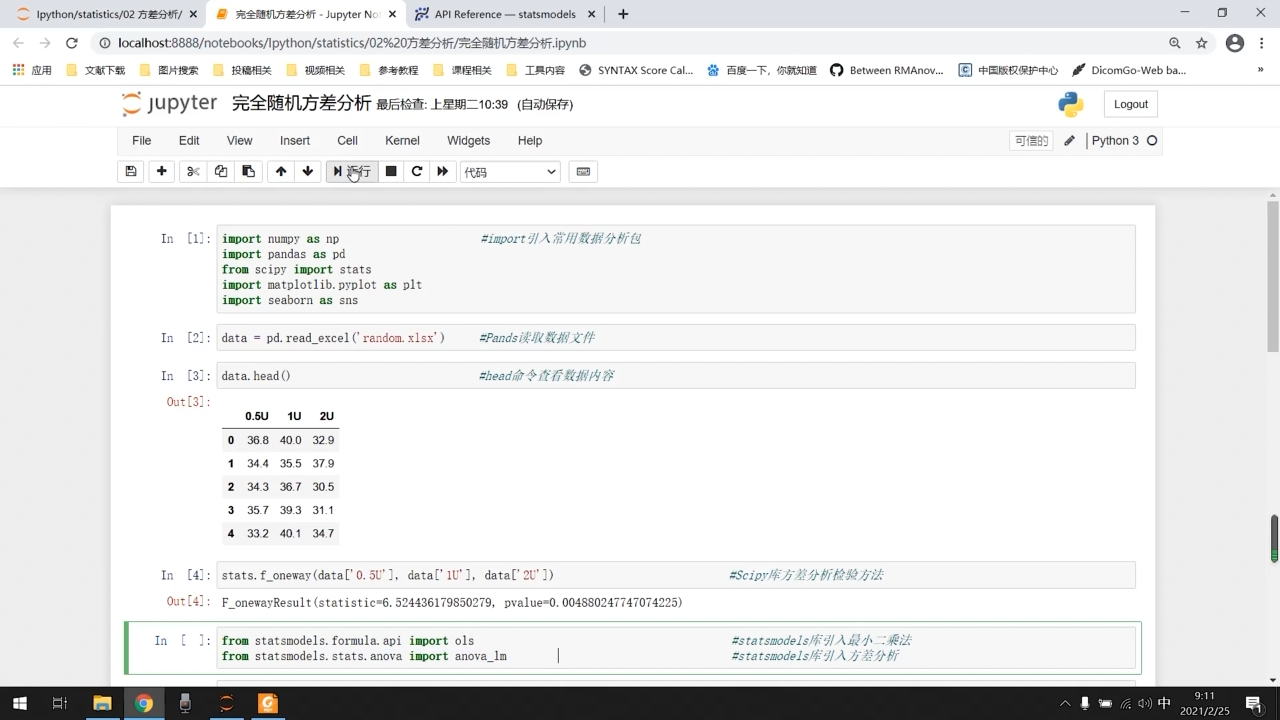 Ipython/statistics/02 方差分析/
完全随机方差分析 - Jupyter No
API Reference — statsmodels
localhost:8888/notebooks/Ipython/statistics/02%20方差分析/完全随机方差分析.ipynb
应用 文献下载 图片搜索 投稿相关 视频相关 参考教程 课程相关 工具内容 SYNTAX Score Cal... 百度一下，你就知道 Between RMAnov... 中国版权保护中心 DicomGo-Web ba... »
jupyter 完全随机方差分析 最后检查: 上星期二10:39 (自动保存) Logout
File Edit View Insert Cell Kernel Widgets Help 可信的 Python 3
运行 代码
In [1]: import numpy as np #import引入常用数据分析包
import pandas as pd
from scipy import stats
import matplotlib.pyplot as plt
import seaborn as sns
In [2]: data = pd.read_excel('random.xlsx') #Pands读取数据文件
In [3]: data.head() #head命令查看数据内容
Out[3]:
0.5U 1U 2U
0 36.8 40.0 32.9
1 34.4 35.5 37.9
2 34.3 36.7 30.5
3 35.7 39.3 31.1
4 33.2 40.1 34.7
In [4]: stats.f_oneway(data['0.5U'], data['1U'], data['2U']) #Scipy库方差分析检验方法
Out[4]: F_onewayResult(statistic=6.524436179850279, pvalue=0.004880247747074225)
In [ ]: from statsmodels.formula.api import ols #statsmodels库引入最小二乘法
from statsmodels.stats.anova import anova_lm #statsmodels库引入方差分析
中
9:11
2021/2/25
1